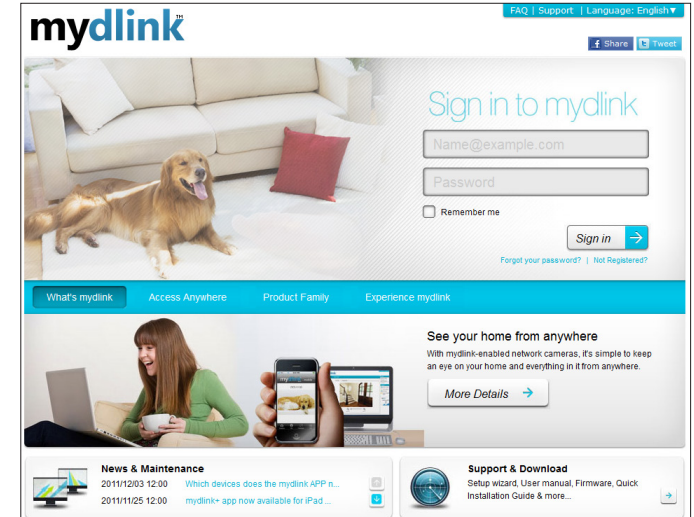 mydlink™
FAQ | Support | Language: English▼
Share Tweet
Sign in to mydlink
Name@example.com
Password
Remember me
Sign in
Forgot your password? | Not Registered?
What's mydlink Access Anywhere Product Family Experience mydlink
See your home from anywhere
With mydlink-enabled network cameras, it's simple to keep
an eye on your home and everything in it from anywhere.
More Details
News & Maintenance
2011/12/03 12:00 Which devices does the mydlink APP n...
2011/11/25 12:00 mydlink+ app now available for iPad ...
Support & Download
Setup wizard, User manual, Firmware, Quick
Installation Guide & more...